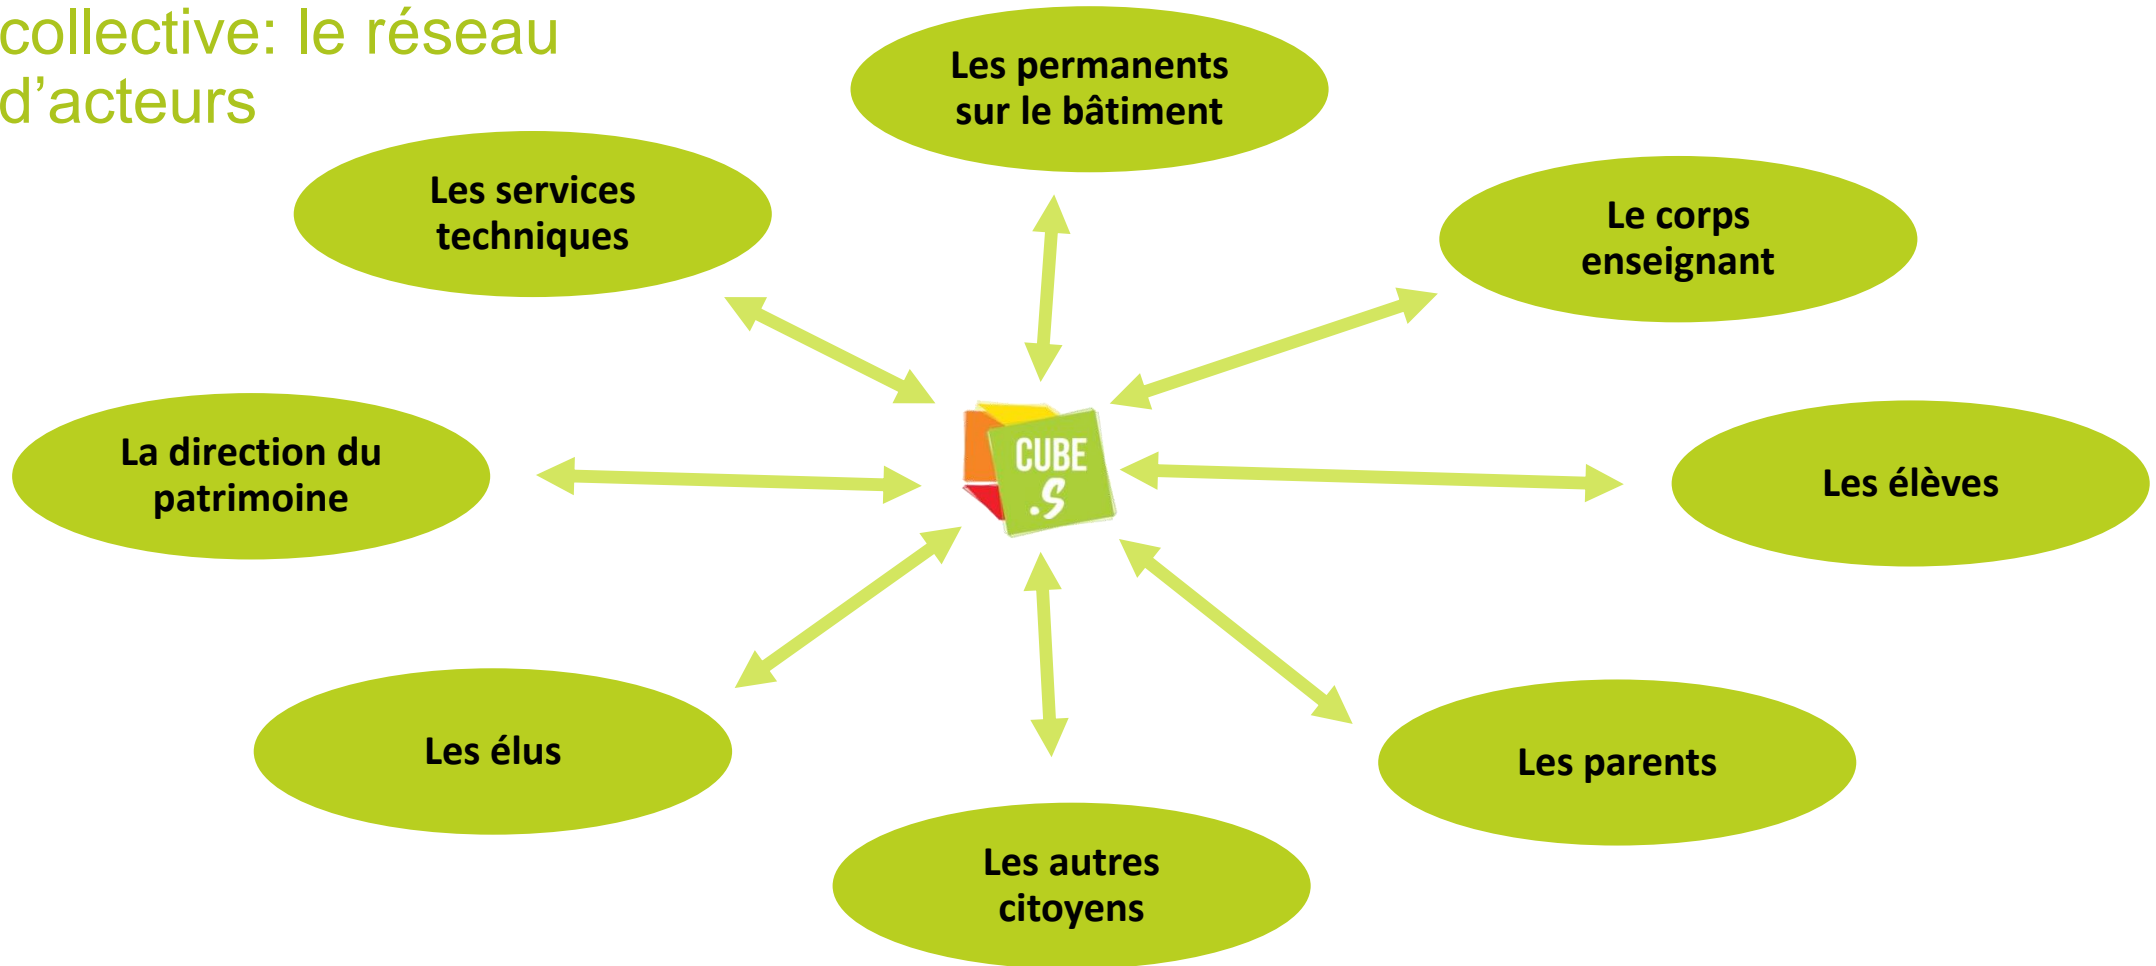 collective: le réseau
d’acteurs
Les permanents
sur le bâtiment
Les services
techniques
Le corps
enseignant
CUBE
.S
La direction du
patrimoine
Les élèves
Les élus
Les parents
Les autres
citoyens